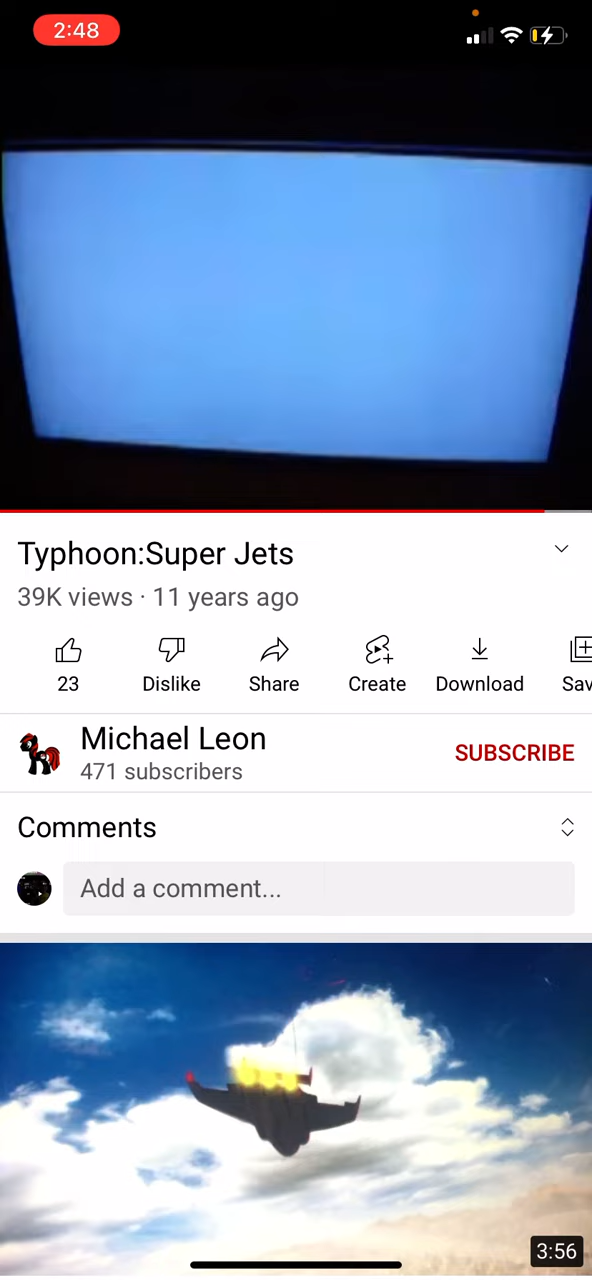 2:48
Typhoon:Super Jets
39K views · 11 years ago
23
Dislike
Share
Create
Download
Sav
Michael Leon
471 subscribers
SUBSCRIBE
Comments
Add a comment...
3:56